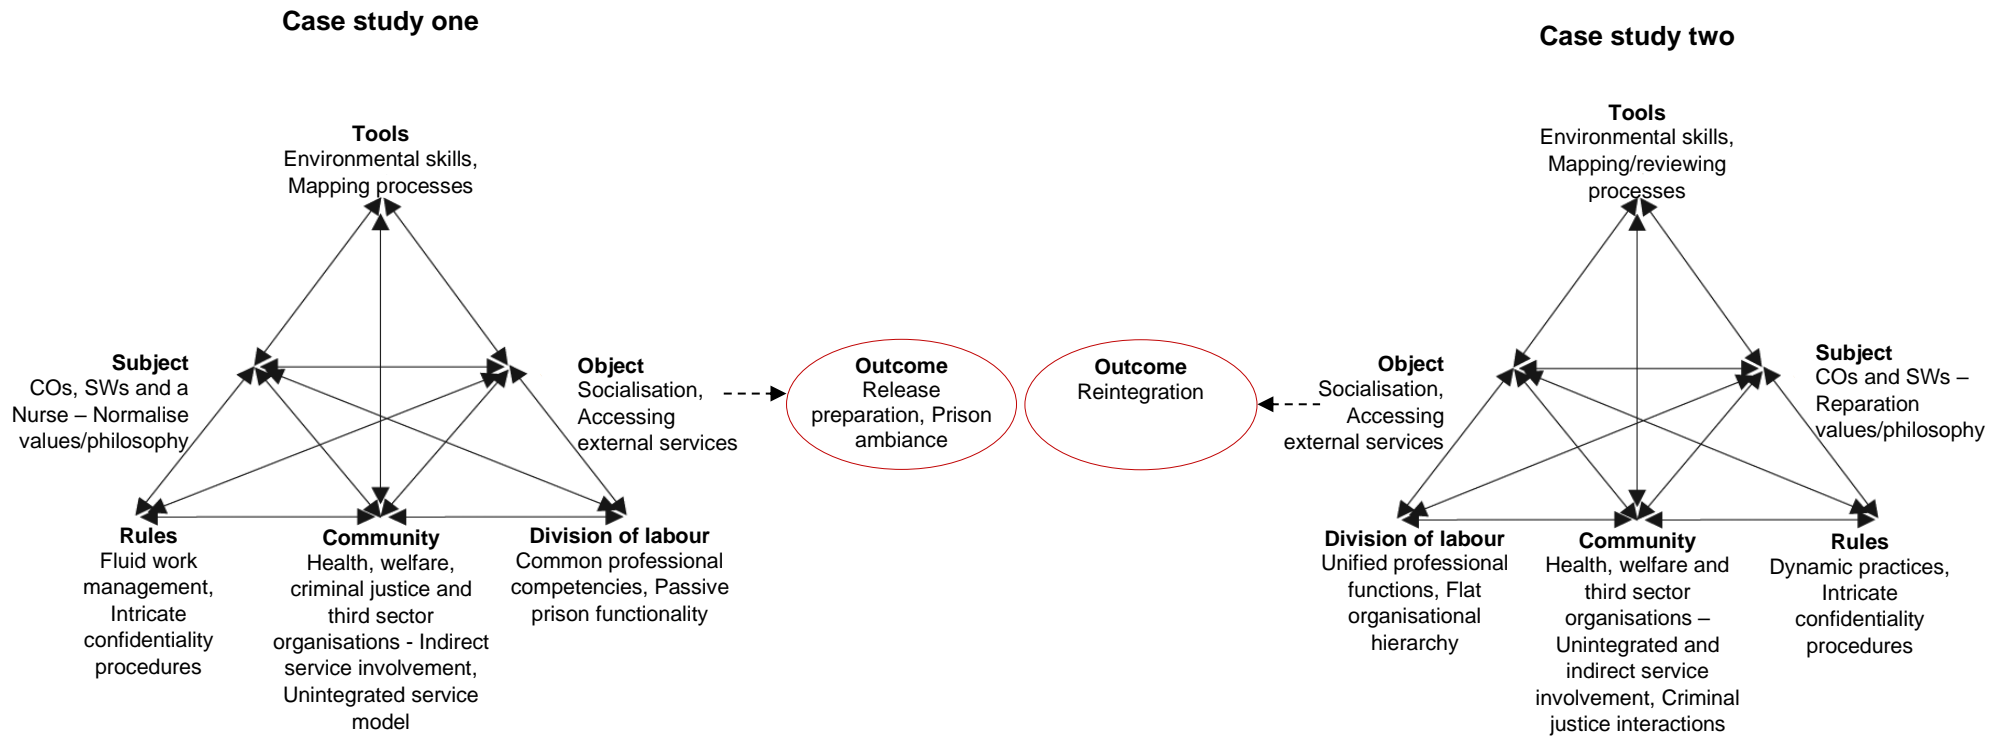 Case study one
Case study two
Tools
Environmental skills,
Mapping processes
Tools
Environmental skills,
Mapping/reviewing
processes
Subject
COs, SWs and a
Nurse – Normalise
values/philosophy
Object
Socialisation,
Accessing
external services
Outcome
Release
preparation, Prison
ambiance
Outcome
Reintegration
Object
Socialisation,
Accessing
external services
Subject
COs and SWs –
Reparation
values/philosophy
Rules
Fluid work
management,
Intricate
confidentiality
procedures
Community
Health, welfare,
criminal justice and
third sector
organisations - Indirect
service involvement,
Unintegrated service
model
Division of labour
Common professional
competencies, Passive
prison functionality
Division of labour
Unified professional
functions, Flat
organisational
hierarchy
Community
Health, welfare and
third sector
organisations –
Unintegrated and
indirect service
involvement, Criminal
justice interactions
Rules
Dynamic practices,
Intricate
confidentiality
procedures